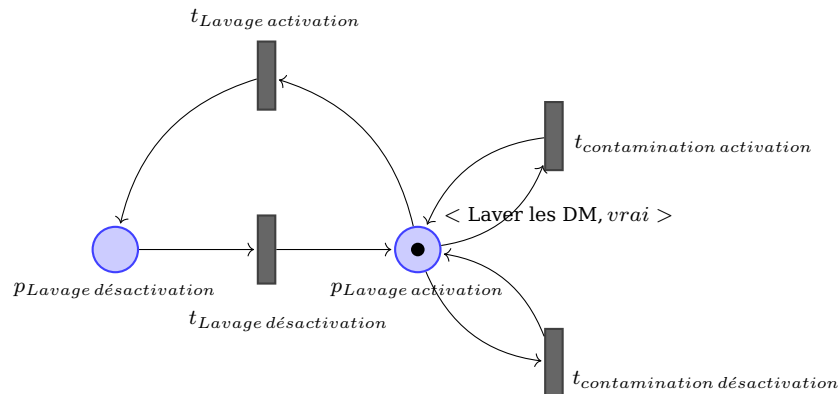 t_{Lavage activation}
t_{contamination activation}
< Laver les DM, vrai >
p_{Lavage désactivation}
p_{Lavage activation}
t_{Lavage désactivation}
t_{contamination désactivation}